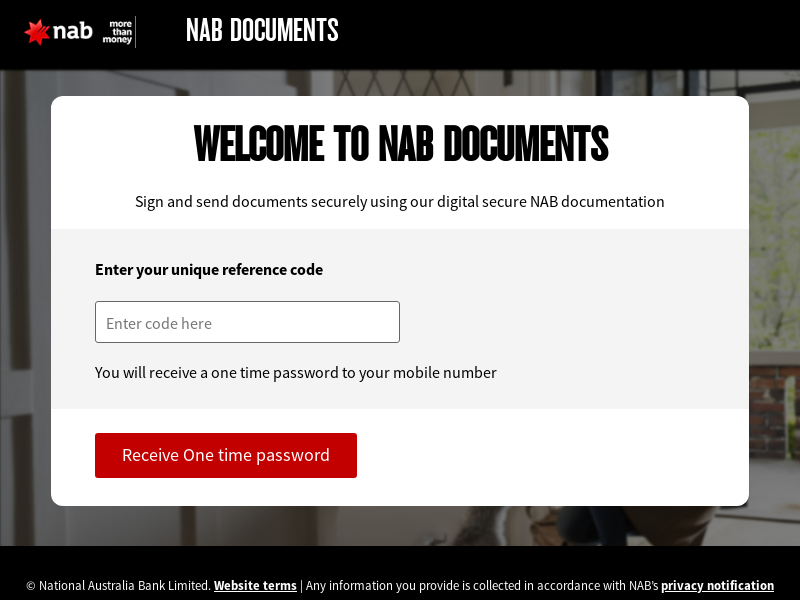 nab
more
than
money
NAB DOCUMENTS
WELCOME TO NAB DOCUMENTS
Sign and send documents securely using our digital secure NAB documentation
Enter your unique reference code
Enter code here
You will receive a one time password to your mobile number
Receive One time password
© National Australia Bank Limited. Website terms | Any information you provide is collected in accordance with NAB's privacy notification